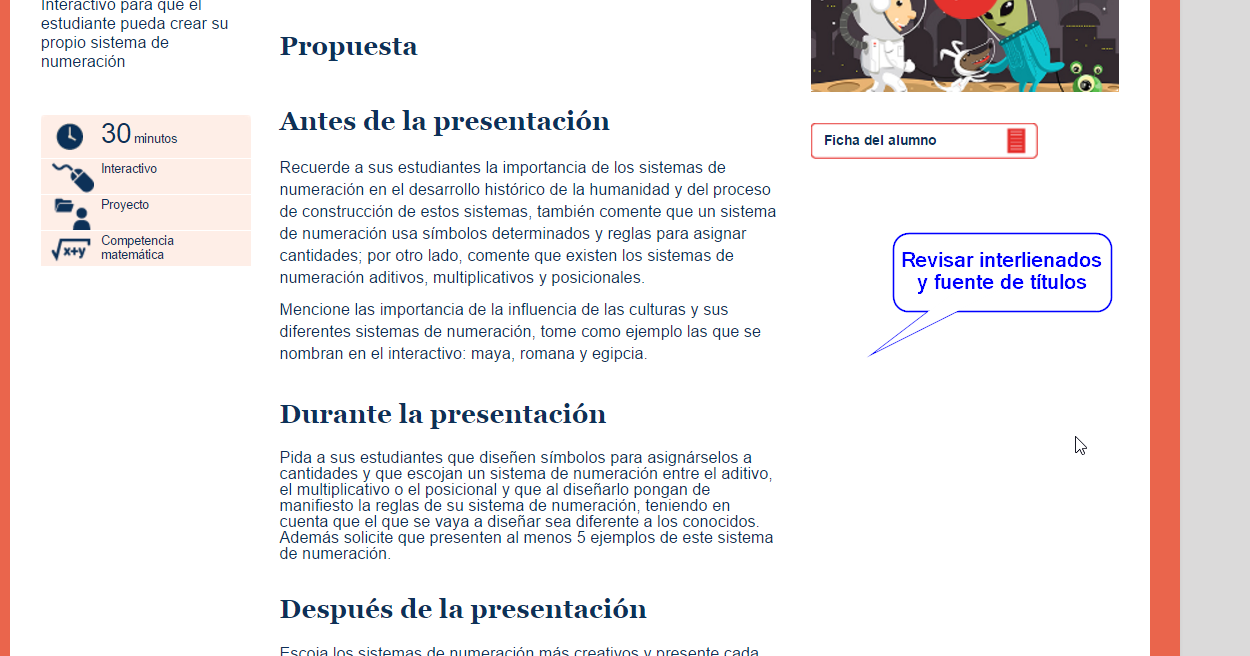 Interactivo para que el
estudiante pueda crear su
propio sistema de
numeración
30 minutos
Interactivo
Proyecto
Competencia
matemática
√x+y
Propuesta
Antes de la presentación
Recuerde a sus estudiantes la importancia de los sistemas de
numeración en el desarrollo histórico de la humanidad y del proceso
de construcción de estos sistemas, también comente que un sistema
de numeración usa símbolos determinados y reglas para asignar
cantidades; por otro lado, comente que existen los sistemas de
numeración aditivos, multiplicativos y posicionales.
Mencione las importancia de la influencia de las culturas y sus
diferentes sistemas de numeración, tome como ejemplo las que se
nombran en el interactivo: maya, romana y egipcia.
Durante la presentación
Pida a sus estudiantes que diseñen símbolos para asignárselos a
cantidades y que escojan un sistema de numeración entre el aditivo,
el multiplicativo o el posicional y que al diseñarlo pongan de
manifiesto la reglas de su sistema de numeración, teniendo en
cuenta que el que se vaya a diseñar sea diferente a los conocidos.
Además solicite que presenten al menos 5 ejemplos de este sistema
de numeración.
Después de la presentación
Escoja los sistemas de numeración más creativos y presente cada
Ficha del alumno
Revisar interlienados
y fuente de títulos